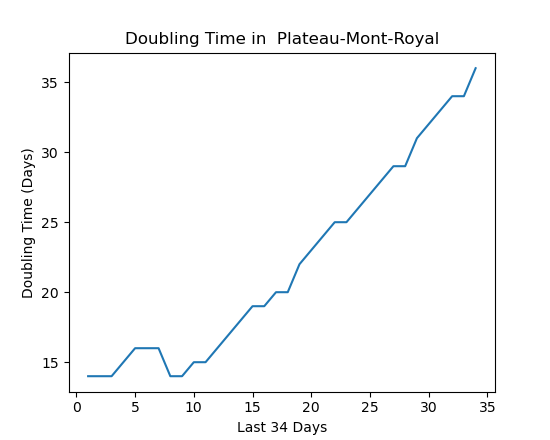 Doubling Time in  Plateau-Mont-Royal
Doubling Time (Days)
35
30
25
20
15
0 5 10 15 20 25 30 35
Last 34 Days